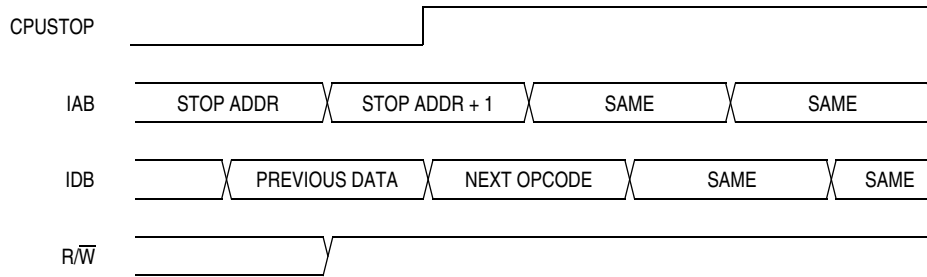 CPUSTOP
IAB STOP ADDR STOP ADDR + 1 SAME SAME
IDB PREVIOUS DATA NEXT OPCODE SAME SAME
R/W̅